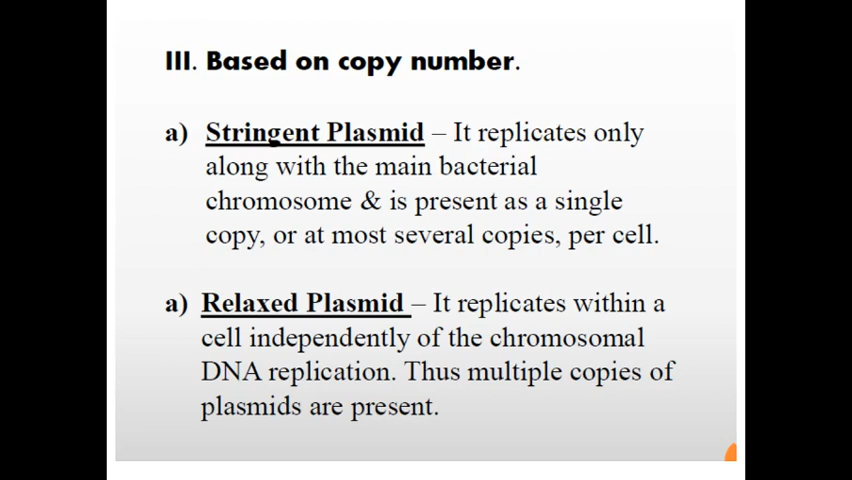 III. Based on copy number.
a) Stringent Plasmid – It replicates only
along with the main bacterial
chromosome & is present as a single
copy, or at most several copies, per cell.
a) Relaxed Plasmid – It replicates within a
cell independently of the chromosomal
DNA replication. Thus multiple copies of
plasmids are present.